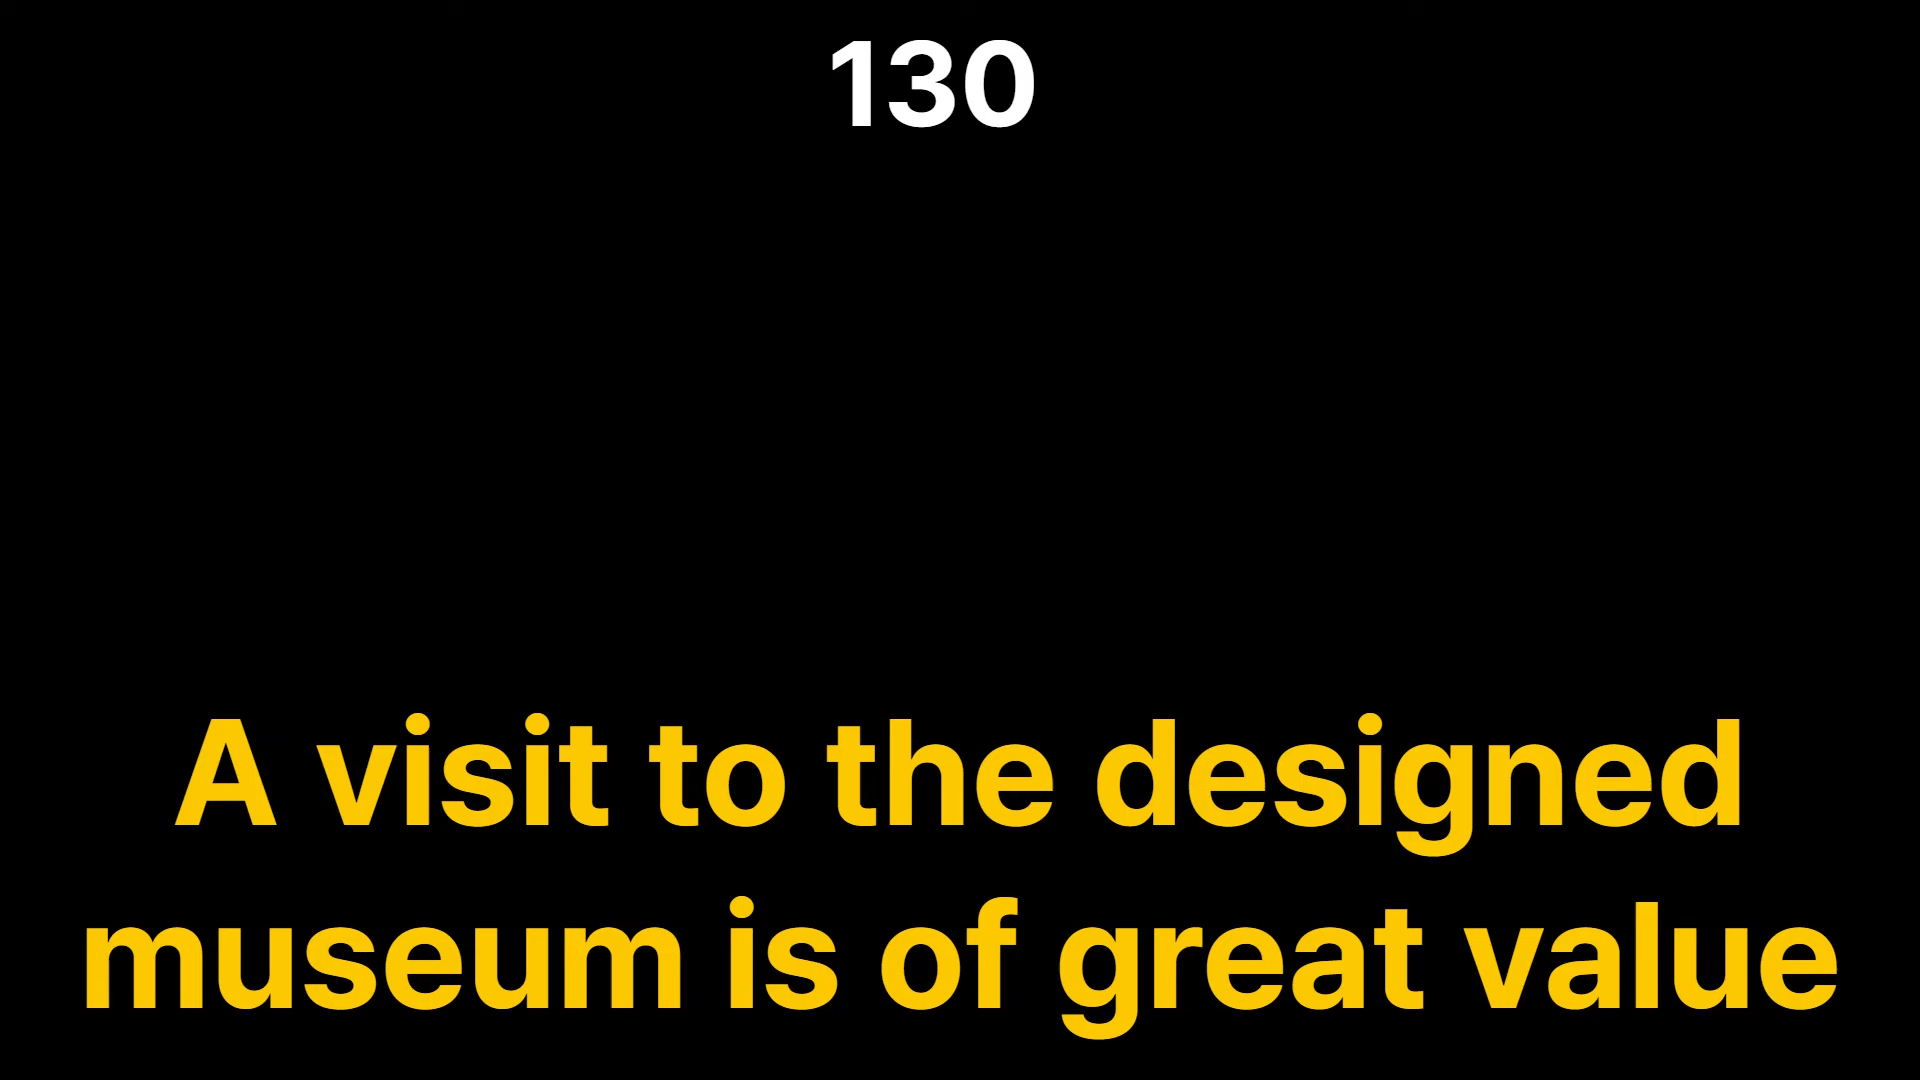 130
A visit to the designed
museum is of great value